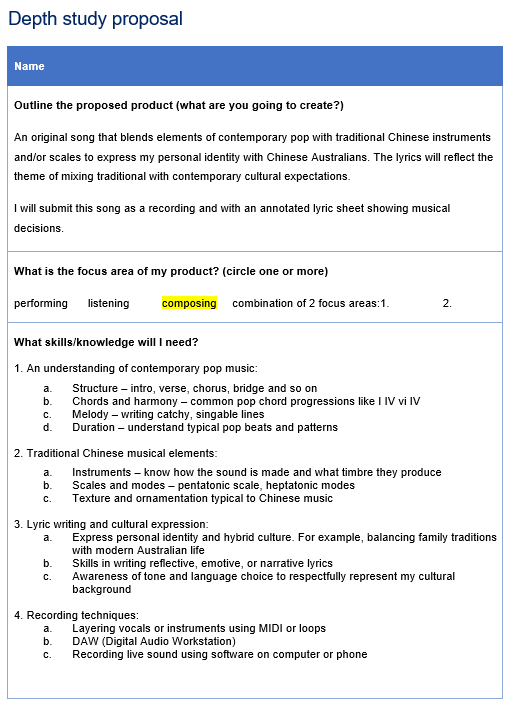 Depth study proposal
Name
Outline the proposed product (what are you going to create?)
An original song that blends elements of contemporary pop with traditional Chinese instruments
and/or scales to express my personal identity with Chinese Australians. The lyrics will reflect the
theme of mixing traditional with contemporary cultural expectations.
I will submit this song as a recording and with an annotated lyric sheet showing musical
decisions.
What is the focus area of my product? (circle one or more)
performing listening composing combination of 2 focus areas:1. 2.
What skills/knowledge will I need?
1. An understanding of contemporary pop music:
a. Structure – intro, verse, chorus, bridge and so on
b. Chords and harmony – common pop chord progressions like I IV vi IV
c. Melody – writing catchy, singable lines
d. Duration – understand typical pop beats and patterns
2. Traditional Chinese musical elements:
a. Instruments – know how the sound is made and what timbre they produce
b. Scales and modes – pentatonic scale, heptatonic modes
c. Texture and ornamentation typical to Chinese music
3. Lyric writing and cultural expression:
a. Express personal identity and hybrid culture. For example, balancing family traditions
with modern Australian life
b. Skills in writing reflective, emotive, or narrative lyrics
c. Awareness of tone and language choice to respectfully represent my cultural
background
4. Recording techniques:
a. Layering vocals or instruments using MIDI or loops
b. DAW (Digital Audio Workstation)
c. Recording live sound using software on computer or phone